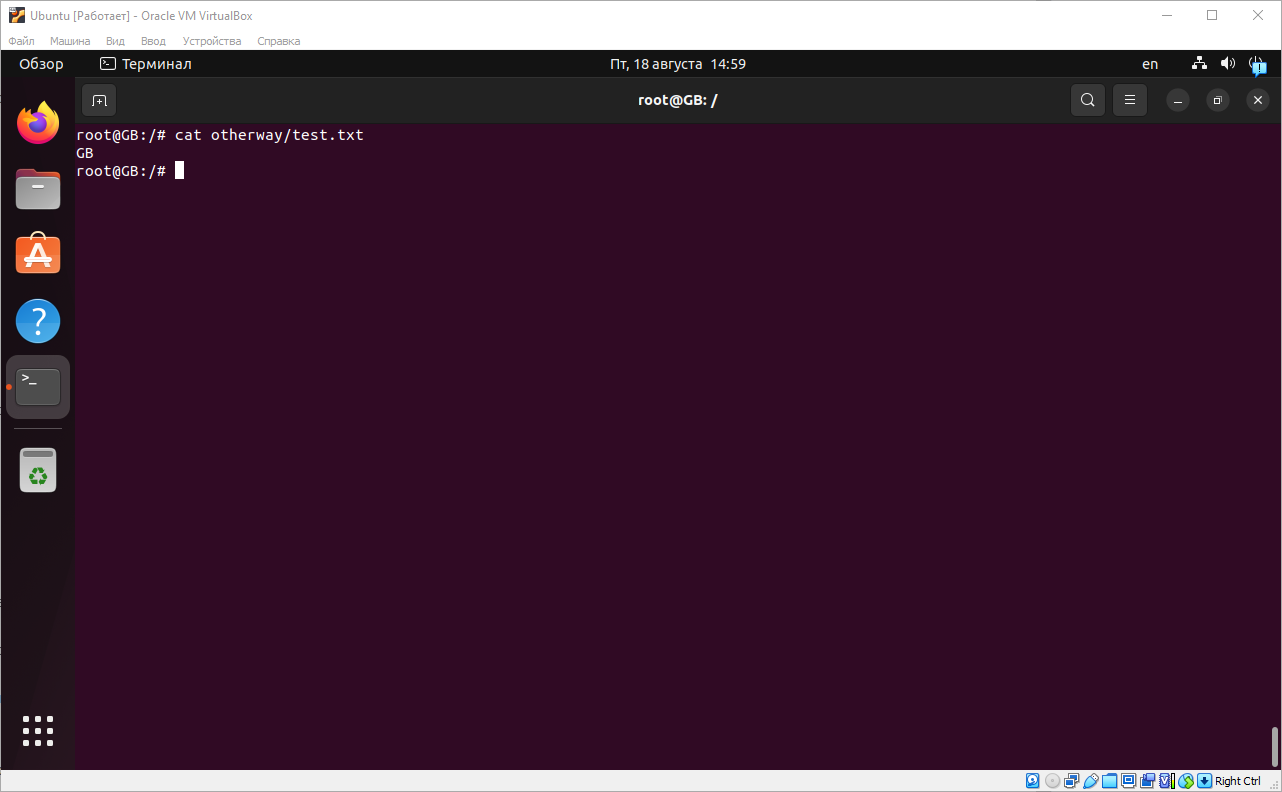 Ubuntu [Работает] - Oracle VM VirtualBox
Файл Машина Вид Ввод Устройства Справка
Обзор Терминал Пт, 18 августа 14:59 en
root@GB: /
root@GB:/# cat otherway/test.txt
GB
root@GB:/#
Right Ctrl